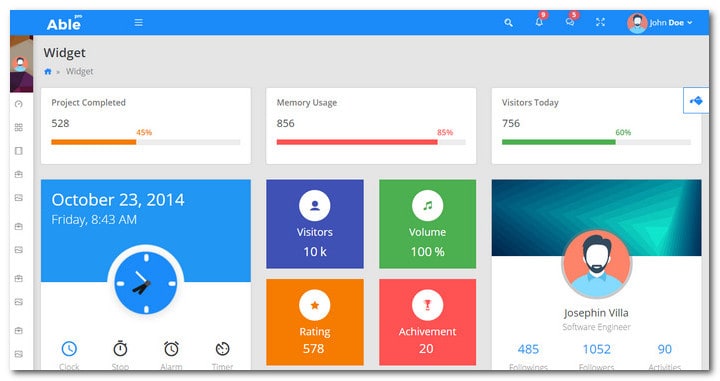 Able pro
9
5
John Doe
Widget
» Widget
Project Completed
528
45%
Memory Usage
856
85%
Visitors Today
756
60%
October 23, 2014
Friday, 8:43 AM
Visitors
10 k
Volume
100 %
Rating
578
Achivement
20
Josephin Villa
Software Engineer
485
1052
90
Followings
Followers
Activities
Clock
Stop
Alarm
Timer